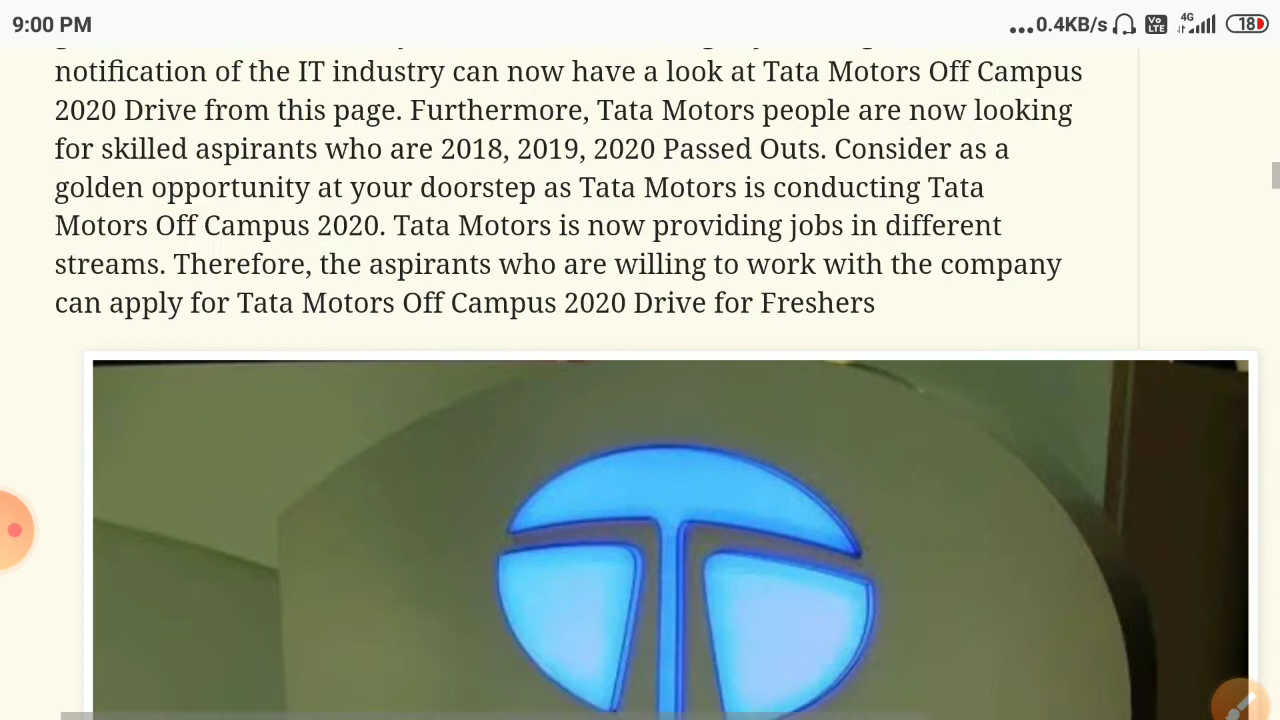 9:00 PM
...0.4KB/s
Vo
LTE
4G
18
notification of the IT industry can now have a look at Tata Motors Off Campus
2020 Drive from this page. Furthermore, Tata Motors people are now looking
for skilled aspirants who are 2018, 2019, 2020 Passed Outs. Consider as a
golden opportunity at your doorstep as Tata Motors is conducting Tata
Motors Off Campus 2020. Tata Motors is now providing jobs in different
streams. Therefore, the aspirants who are willing to work with the company
can apply for Tata Motors Off Campus 2020 Drive for Freshers